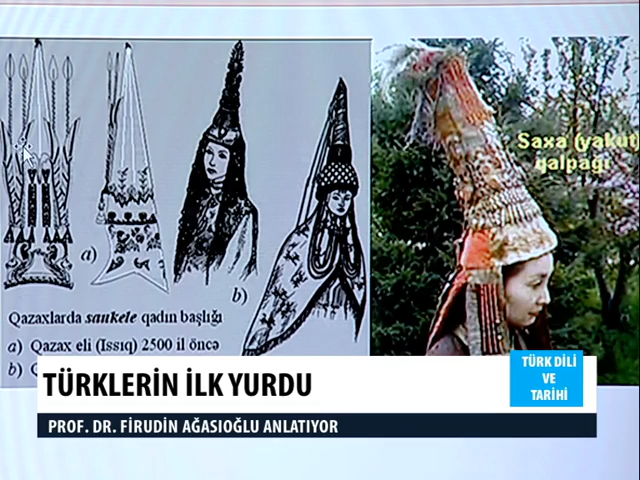 Saxa (yakut)
qalpağı
a)
b)
Qazaxlarda saukele qadın başlığı
a) Qazax eli (Issıq) 2500 il öncə
b) Q
TÜRKLERİN İLK YURDU
TÜRK DİLİ
VE
TARİHİ
PROF. DR. FİRUDİN AĞASIOĞLU ANLATIYOR